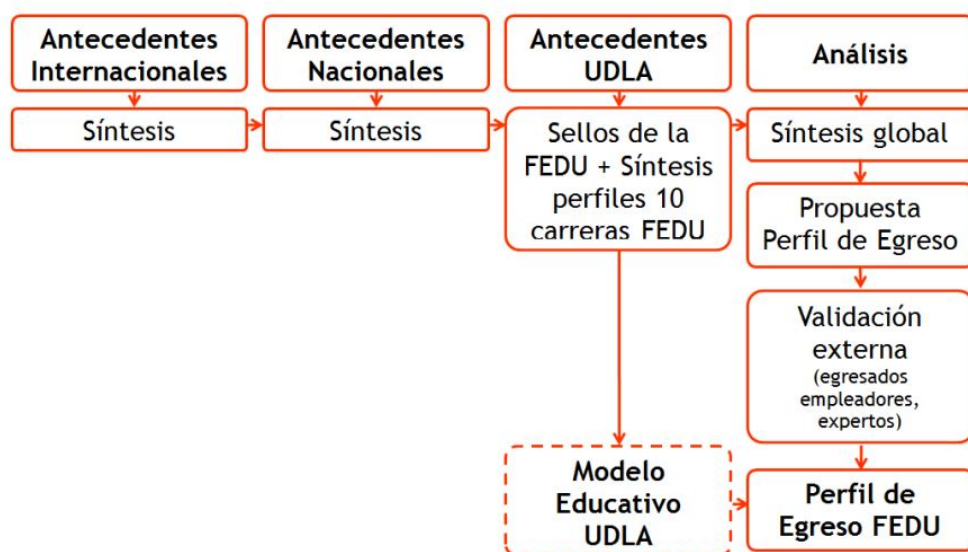 Antecedentes
Internacionales
Antecedentes
Nacionales
Antecedentes
UDLA
Análisis
Síntesis
Síntesis
Sellos de la
FEDU + Síntesis
perfiles 10
carreras FEDU
Síntesis global
Propuesta
Perfil de Egreso
Validación
externa
(egresados
empleadores,
expertos)
Modelo
Educativo
UDLA
Perfil de
Egreso FEDU